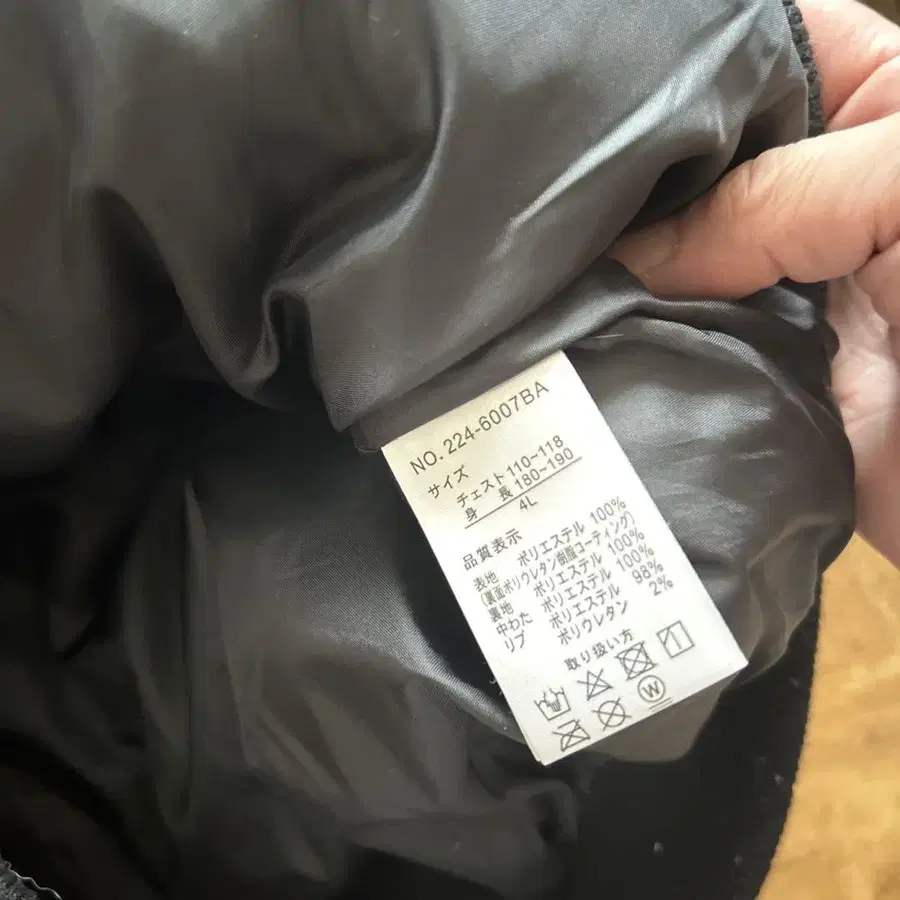 NO. 224-6007BA
サイズ
チェスト 110~118
身 長 180~190
4L
品質表示
表地 ポリエステル 100%
(裏面ポリウレタン樹脂コーティング)
裏地 ポリエステル 100%
中わた ポリエステル 100%
リブ ポリエステル 98%
ポリウレタン 2%
取り扱い方
W